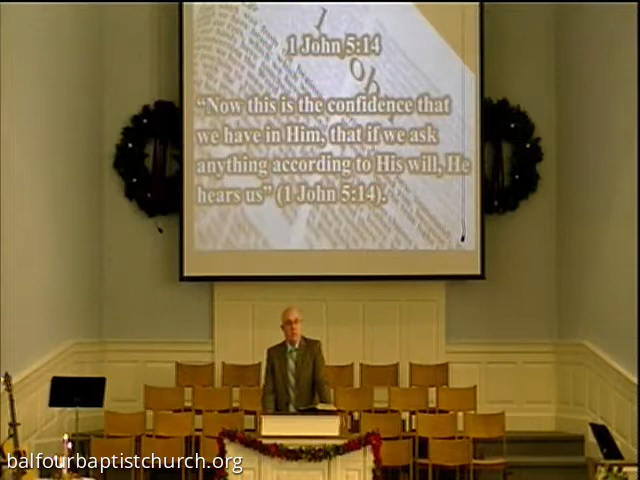 1 John 5:14
"Now this is the confidence that
we have in Him, that if we ask
anything according to His will, He
hears us" (1 John 5:14).
balfourbaptistchurch.org